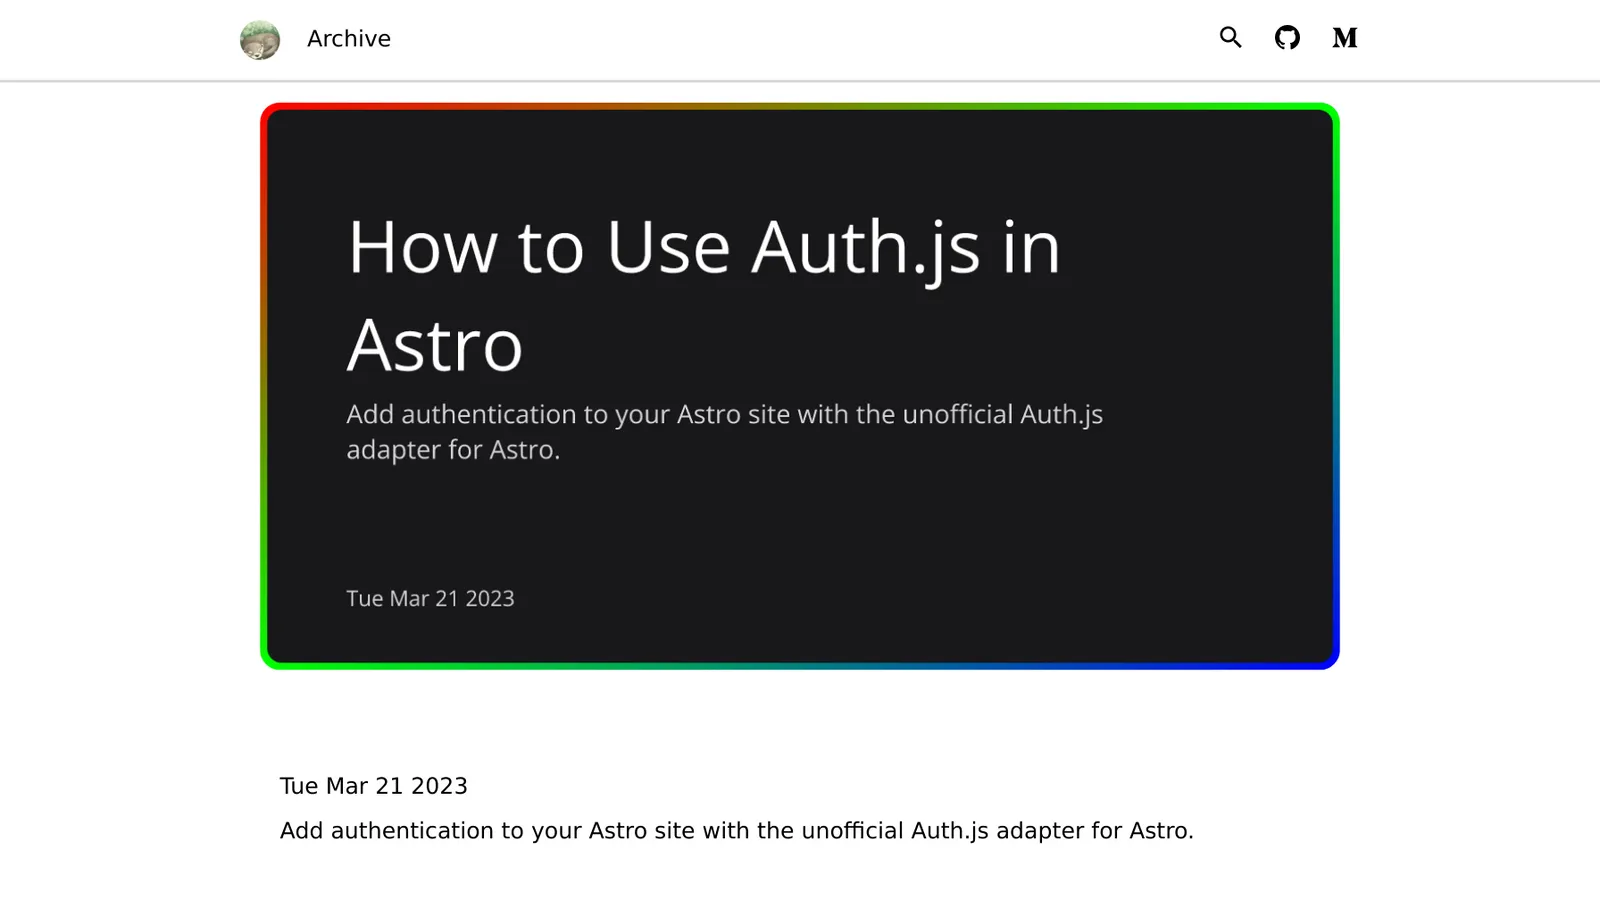 Archive
How to Use Auth.js in
Astro
Add authentication to your Astro site with the unofficial Auth.js
adapter for Astro.
Tue Mar 21 2023
Tue Mar 21 2023
Add authentication to your Astro site with the unofficial Auth.js adapter for Astro.